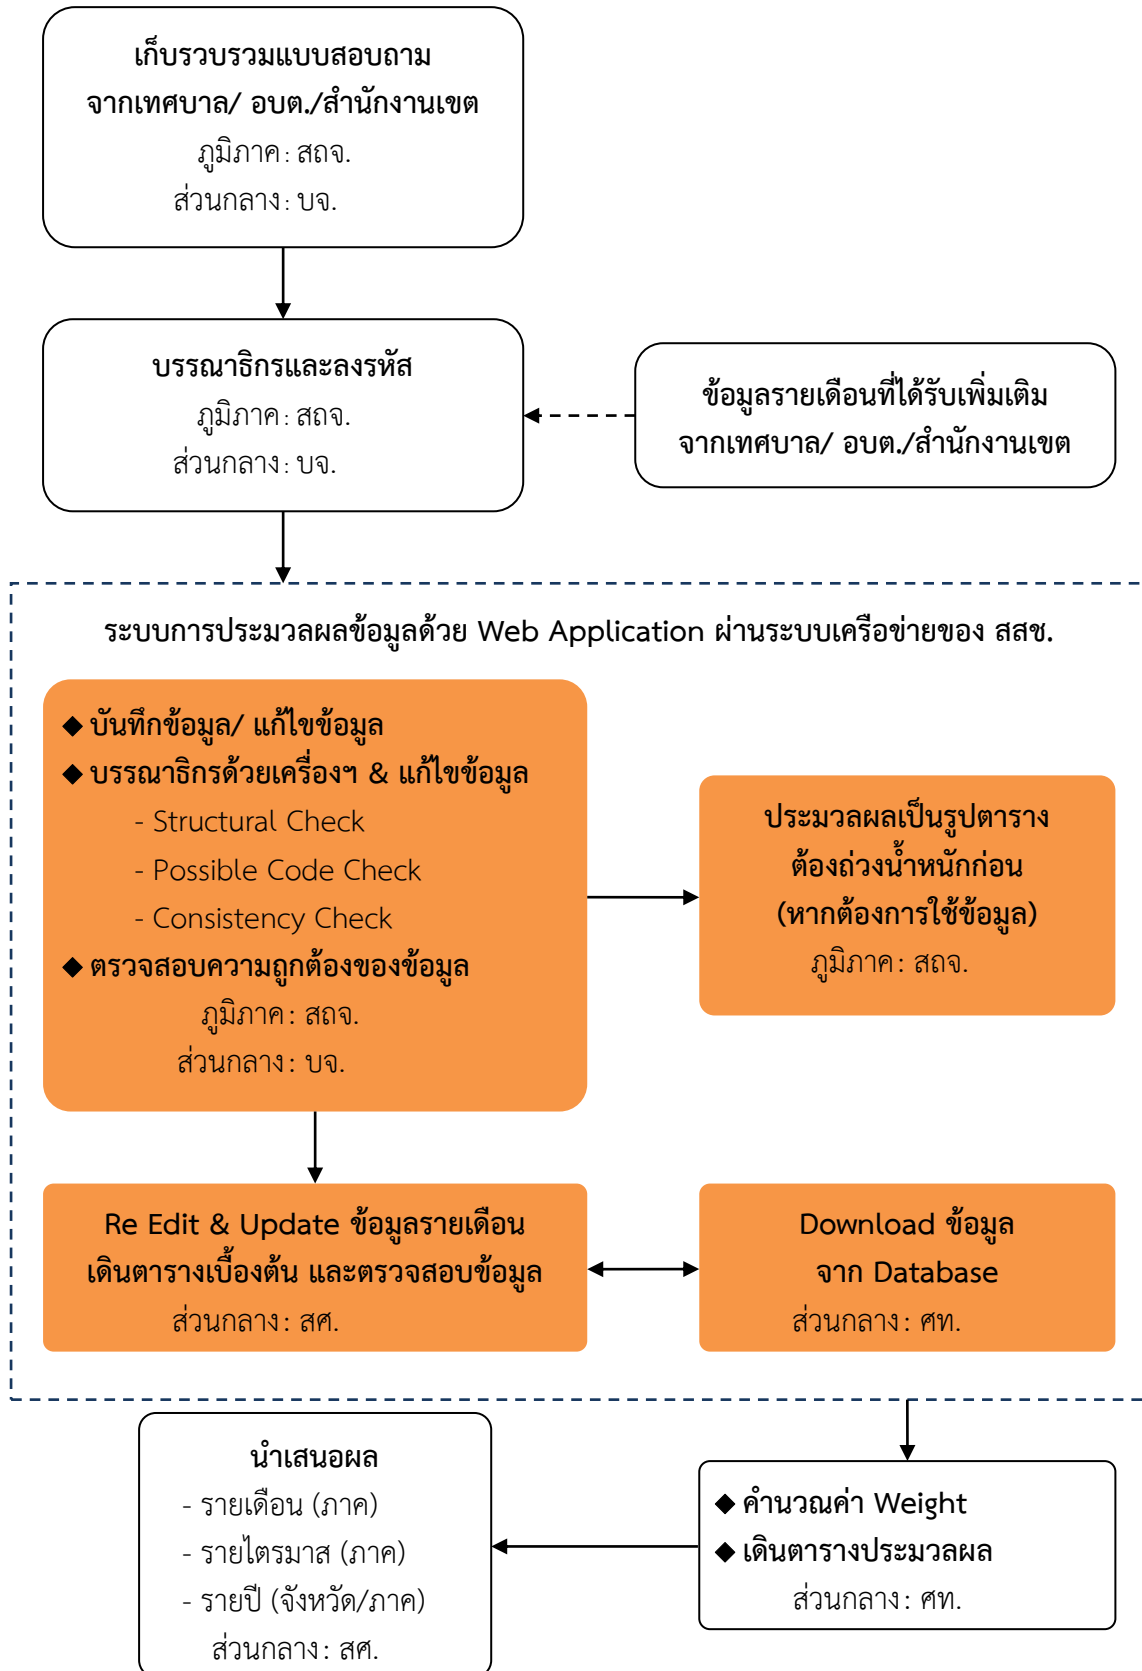 เก็บรวบรวมแบบสอบถาม
จากเทศบาล/ อบต./สำนักงานเขต
ภูมิภาค : สถจ.
ส่วนกลาง : บจ.
บรรณาธิกรและลงรหัส
ภูมิภาค : สถจ.
ส่วนกลาง : บจ.
ข้อมูลรายเดือนที่ได้รับเพิ่มเติม
จากเทศบาล/ อบต./สำนักงานเขต
ระบบการประมวลผลข้อมูลด้วย Web Application ผ่านระบบเครือข่ายของ สสช.
◆ บันทึกข้อมูล/ แก้ไขข้อมูล
◆ บรรณาธิกรด้วยเครื่องฯ & แก้ไขข้อมูล
- Structural Check
- Possible Code Check
- Consistency Check
◆ ตรวจสอบความถูกต้องของข้อมูล
ภูมิภาค : สถจ.
ส่วนกลาง : บจ.
ประมวลผลเป็นรูปตาราง
ต้องถ่วงน้ำหนักก่อน
(หากต้องการใช้ข้อมูล)
ภูมิภาค : สถจ.
Re Edit & Update ข้อมูลรายเดือน
เดินตารางเบื้องต้น และตรวจสอบข้อมูล
ส่วนกลาง : สศ.
Download ข้อมูล
จาก Database
ส่วนกลาง : ศท.
◆ คำนวณค่า Weight
◆ เดินตารางประมวลผล
ส่วนกลาง : ศท.
นำเสนอผล
- รายเดือน (ภาค)
- รายไตรมาส (ภาค)
- รายปี (จังหวัด/ภาค)
ส่วนกลาง : สศ.